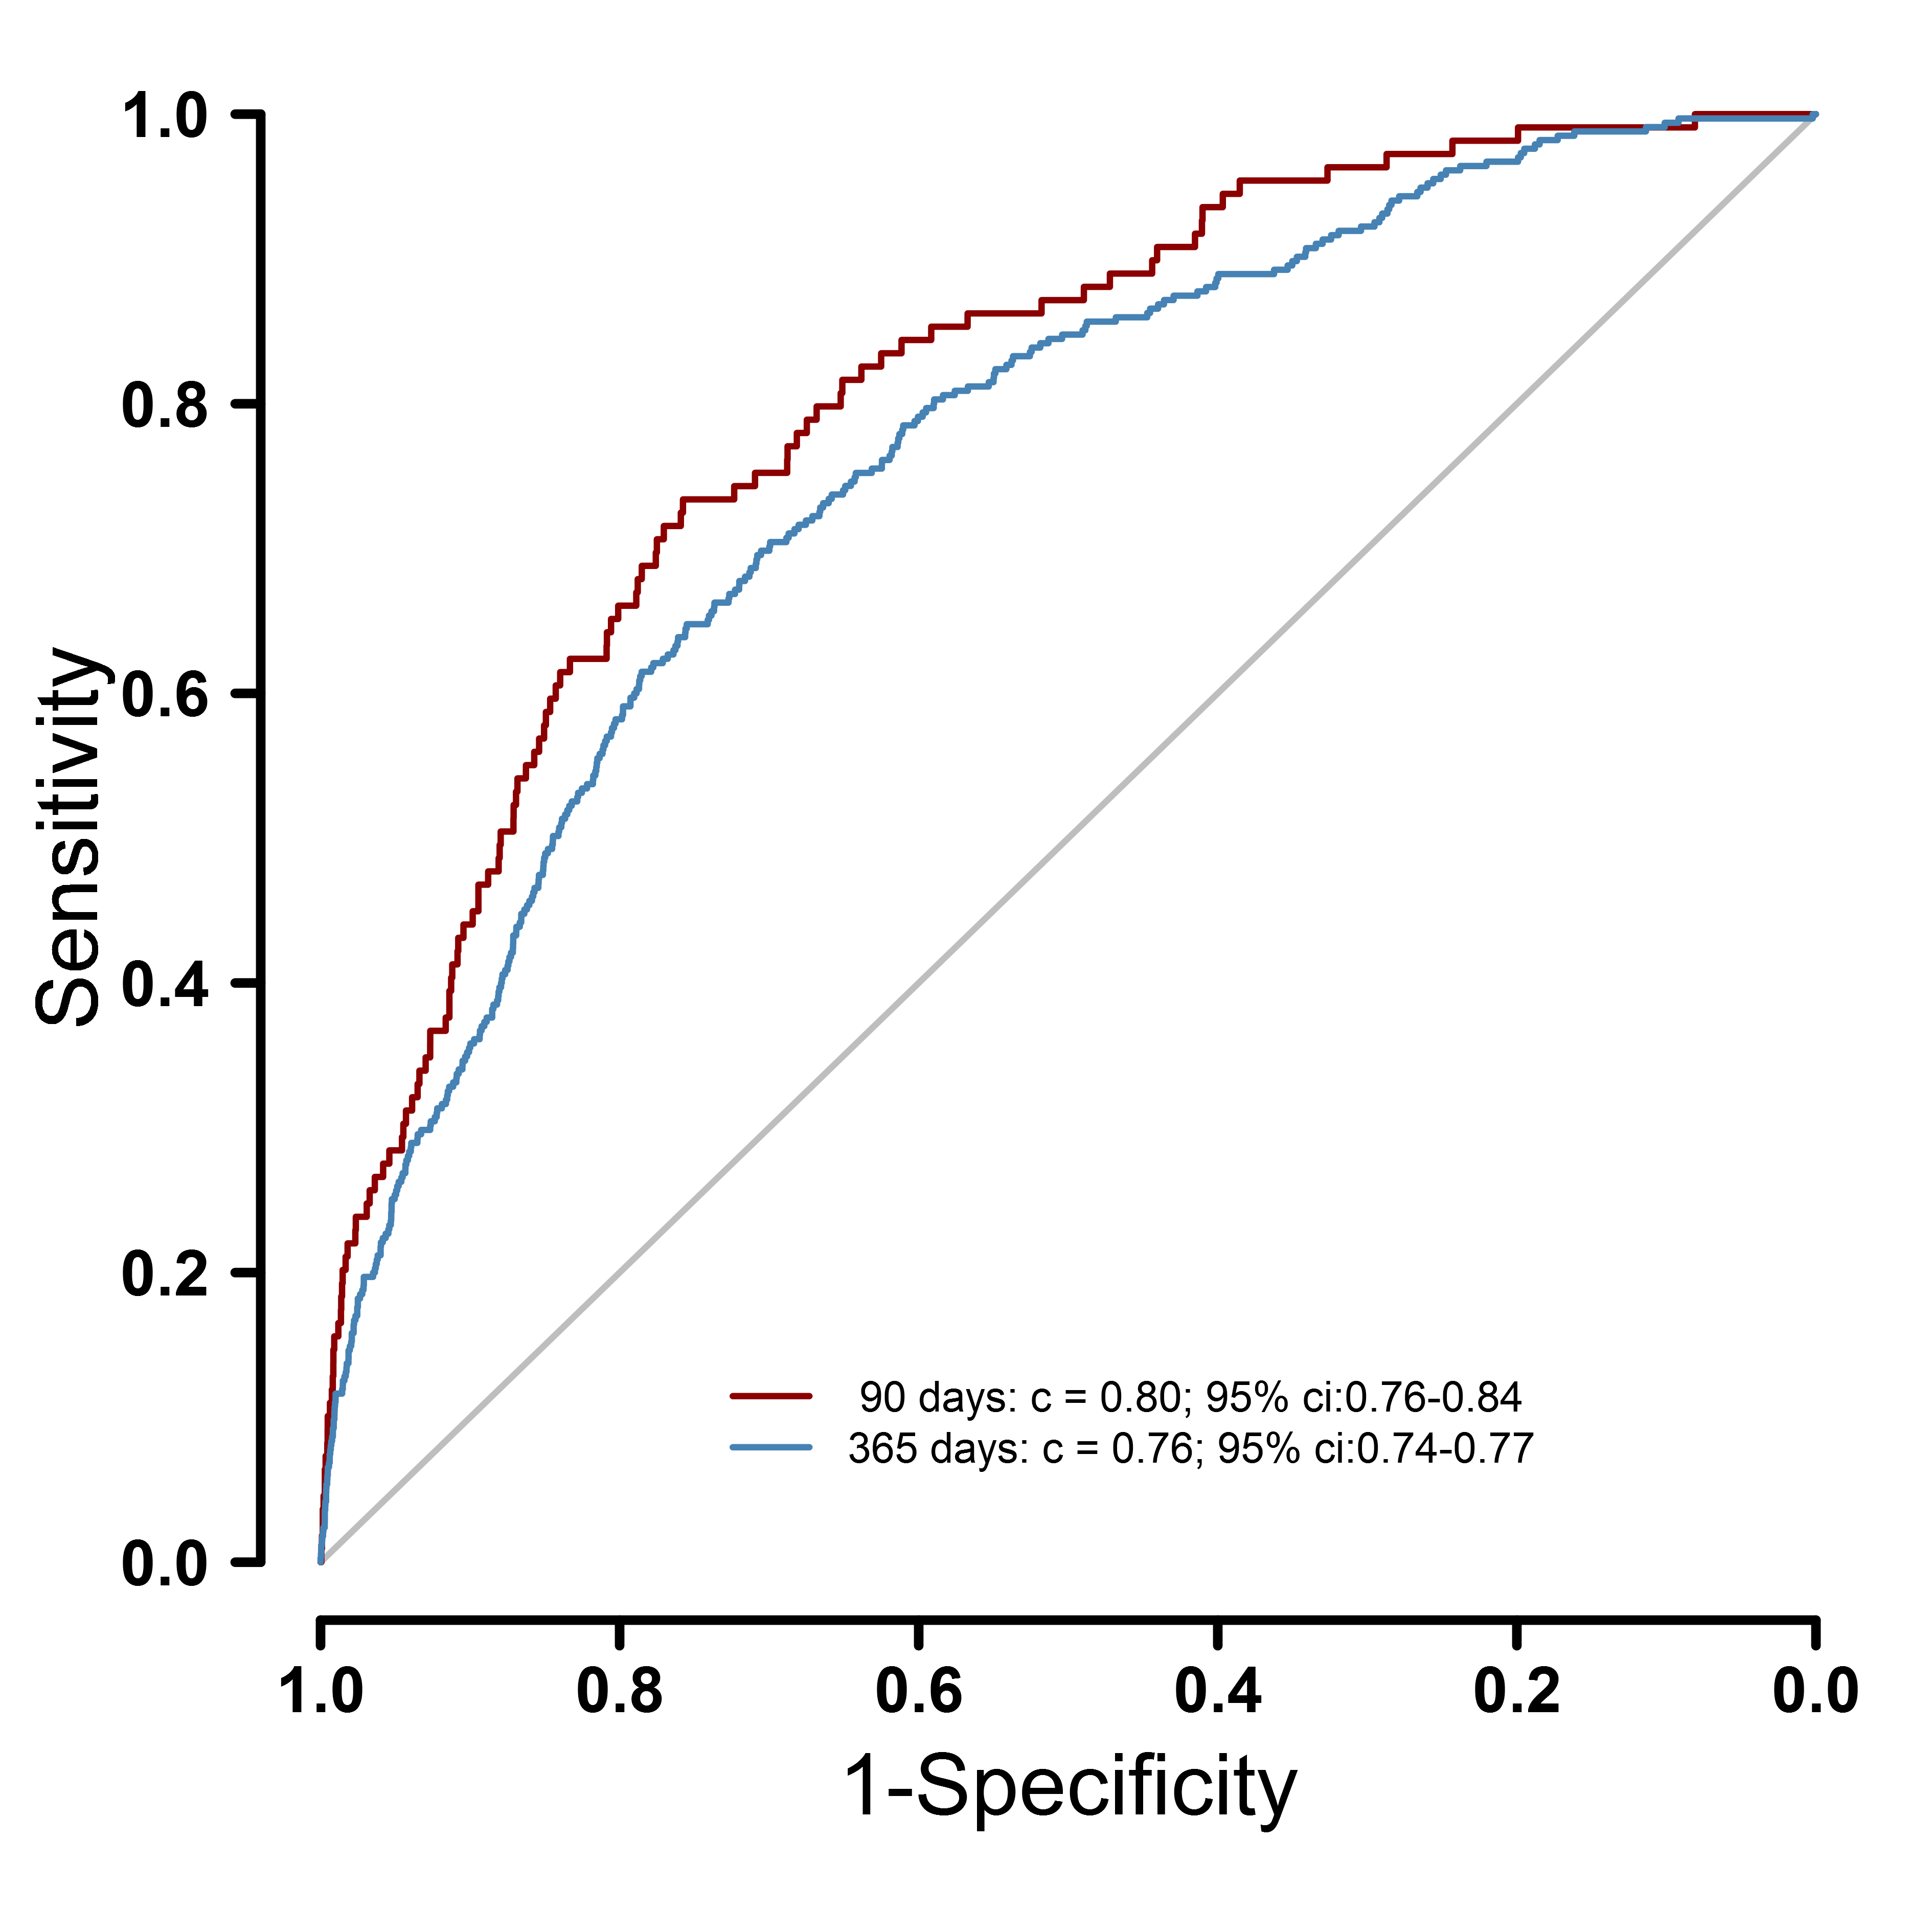 1.0
0.8
0.6
0.4
0.2
0.0
Sensitivity
90 days: c = 0.80; 95% ci:0.76-0.84
365 days: c = 0.76; 95% ci:0.74-0.77
1.0 0.8 0.6 0.4 0.2 0.0
1-Specificity